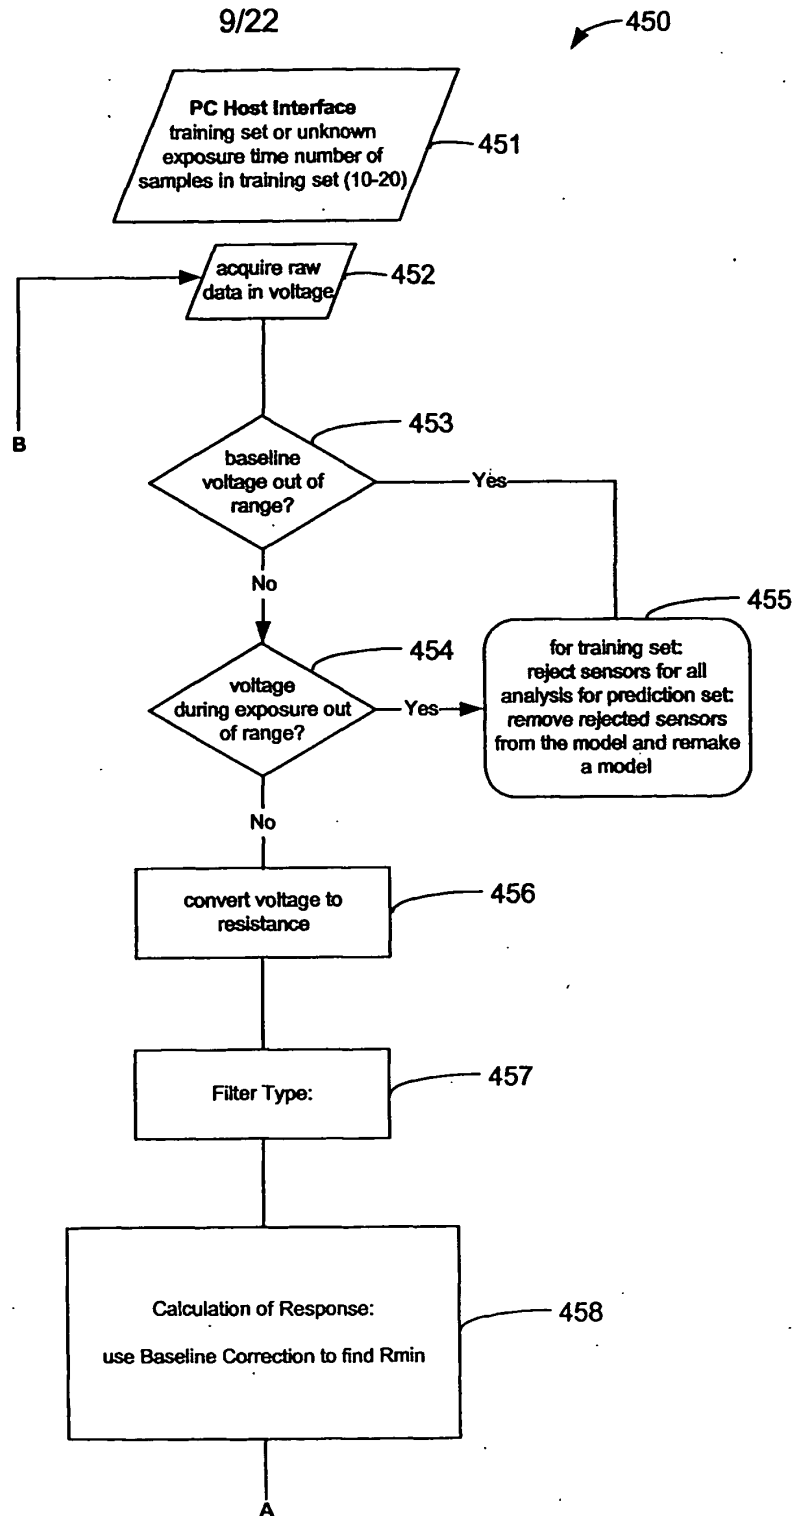 9/22
450
PC Host Interface
training set or unknown
exposure time number of
samples in training set (10-20)
451
acquire raw
data in voltage
452
B
453
baseline
voltage out of
range?
Yes
No
455
454
for training set:
reject sensors for all
analysis for prediction set:
remove rejected sensors
from the model and remake
a model
voltage
during exposure out
of range?
Yes
No
convert voltage to
resistance
456
Filter Type:
457
Calculation of Response:
use Baseline Correction to find Rmin
458
A